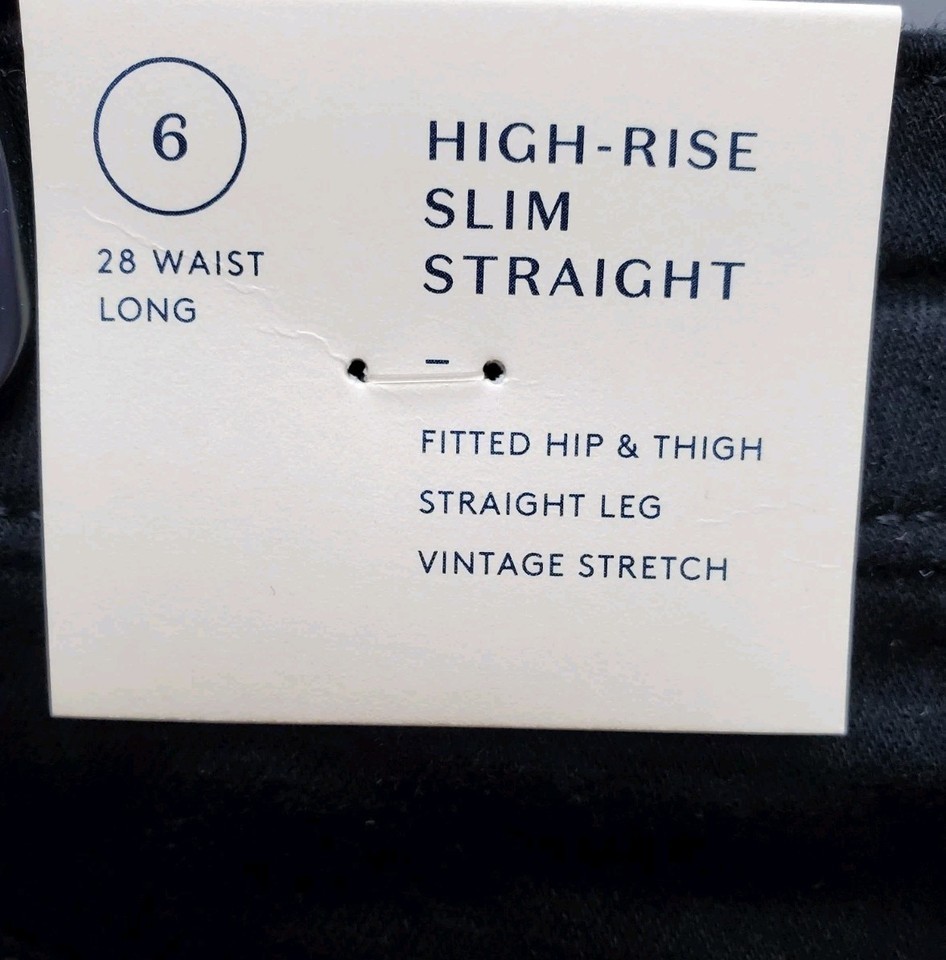 6
28 WAIST
LONG
HIGH-RISE
SLIM
STRAIGHT
–
FITTED HIP & THIGH
STRAIGHT LEG
VINTAGE STRETCH